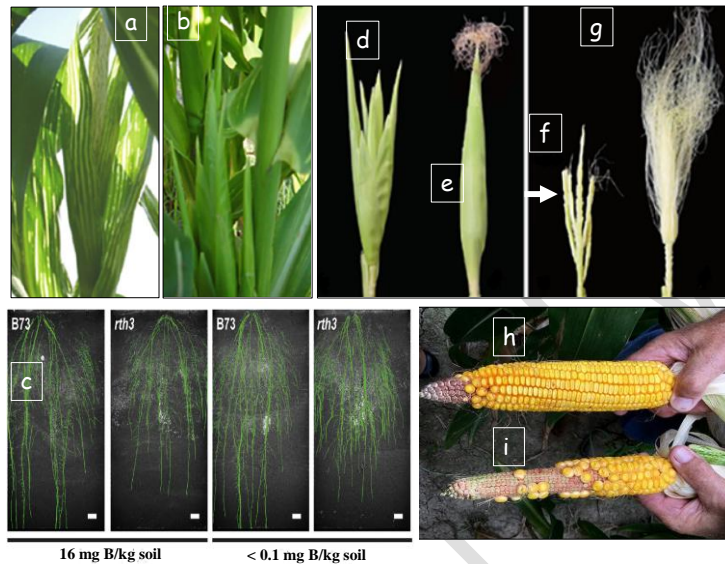 a
b
d
e
f
g
B73
rth3
B73
rth3
c
16 mg B/kg soil
< 0.1 mg B/kg soil
h
i